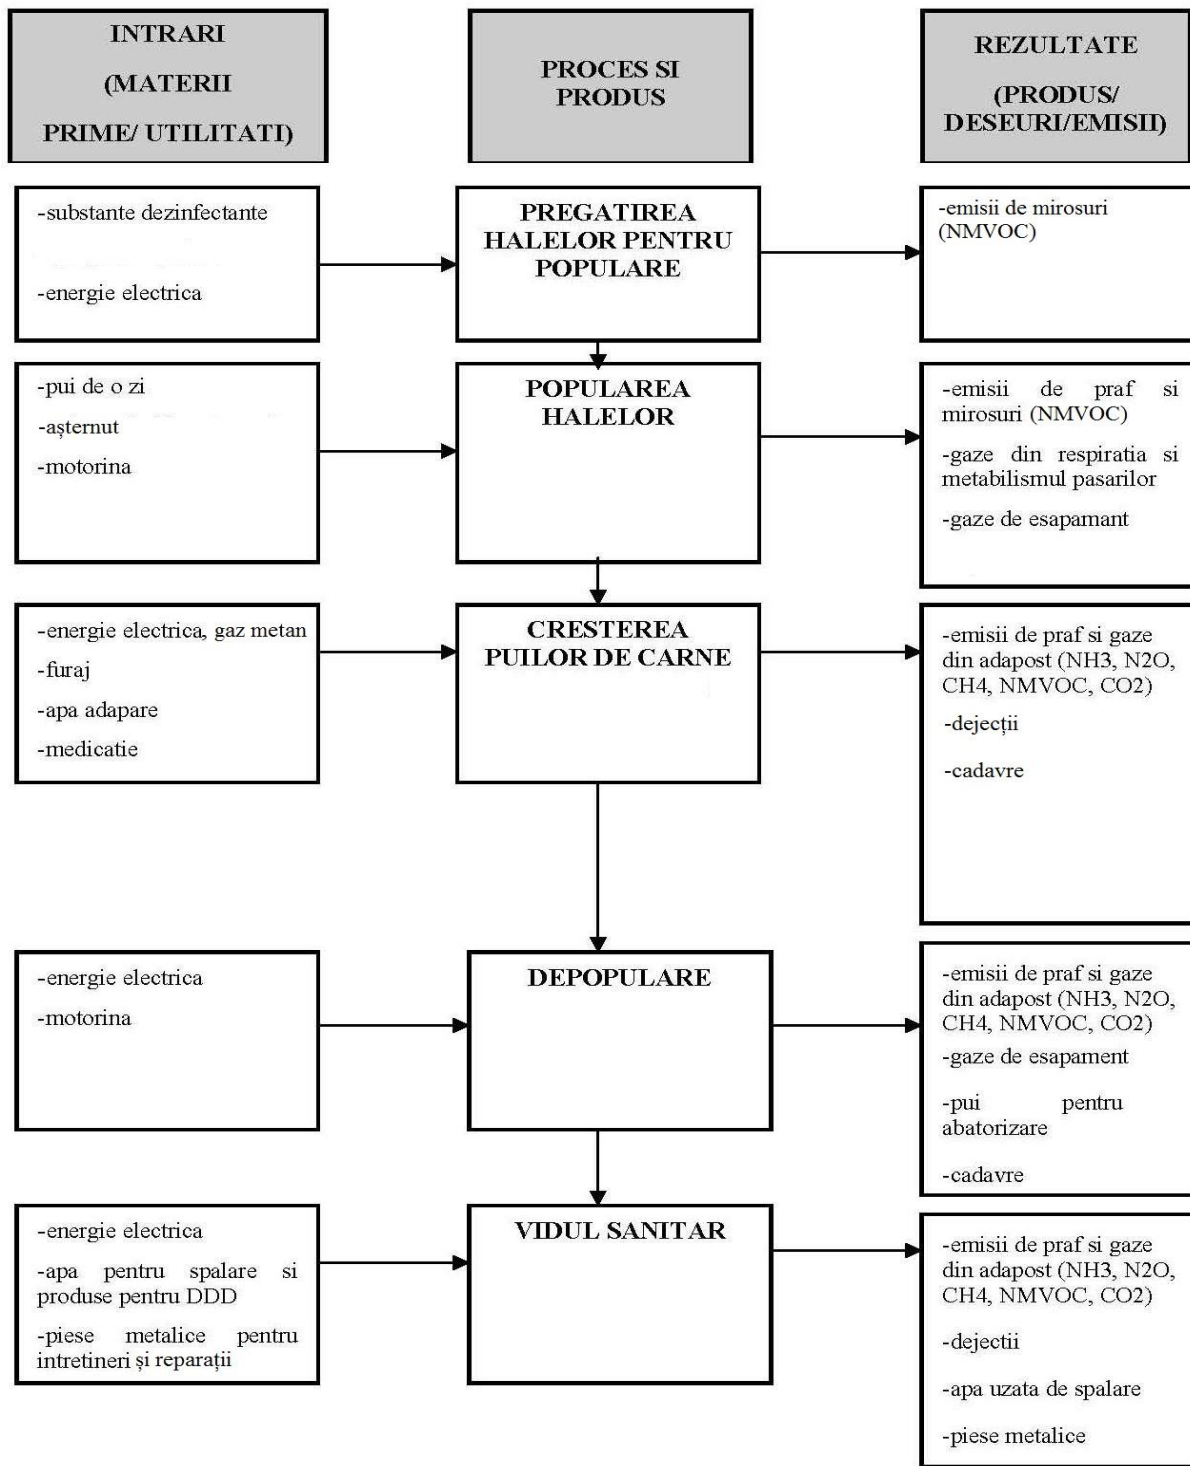 INTRARI
(MATERII
PRIME/ UTILITATI)
PROCES SI
PRODUS
REZULTATE
(PRODUS/
DESEURI/EMISII)
-substante dezinfectante
-energie electrica
PREGATIREA
HALELOR PENTRU
POPULARE
-emisii de mirosuri
(NMVOC)
-pui de o zi
-așternut
-motorina
POPULAREA
HALELOR
-emisii de praf si
mirosuri (NMVOC)
-gaze din respiratia si
metabilismul pasarilor
-gaze de esapamant
-energie electrica, gaz metan
-furaj
-apa adapare
-medicatie
CRESTEREA
PUILOR DE CARNE
-emisii de praf si gaze
din adapost (NH3, N2O,
CH4, NMVOC, CO2)
-dejecții
-cadavre
-energie electrica
-motorina
DEPOPULARE
-emisii de praf si gaze
din adapost (NH3, N2O,
CH4, NMVOC, CO2)
-gaze de esapament
-pui pentru
abatorizare
-cadavre
-energie electrica
-apa pentru spalare si
produse pentru DDD
-piese metalice pentru
intretineri și reparații
VIDUL SANITAR
-emisii de praf si gaze
din adapost (NH3, N2O,
CH4, NMVOC, CO2)
-dejectii
-apa uzata de spalare
-piese metalice